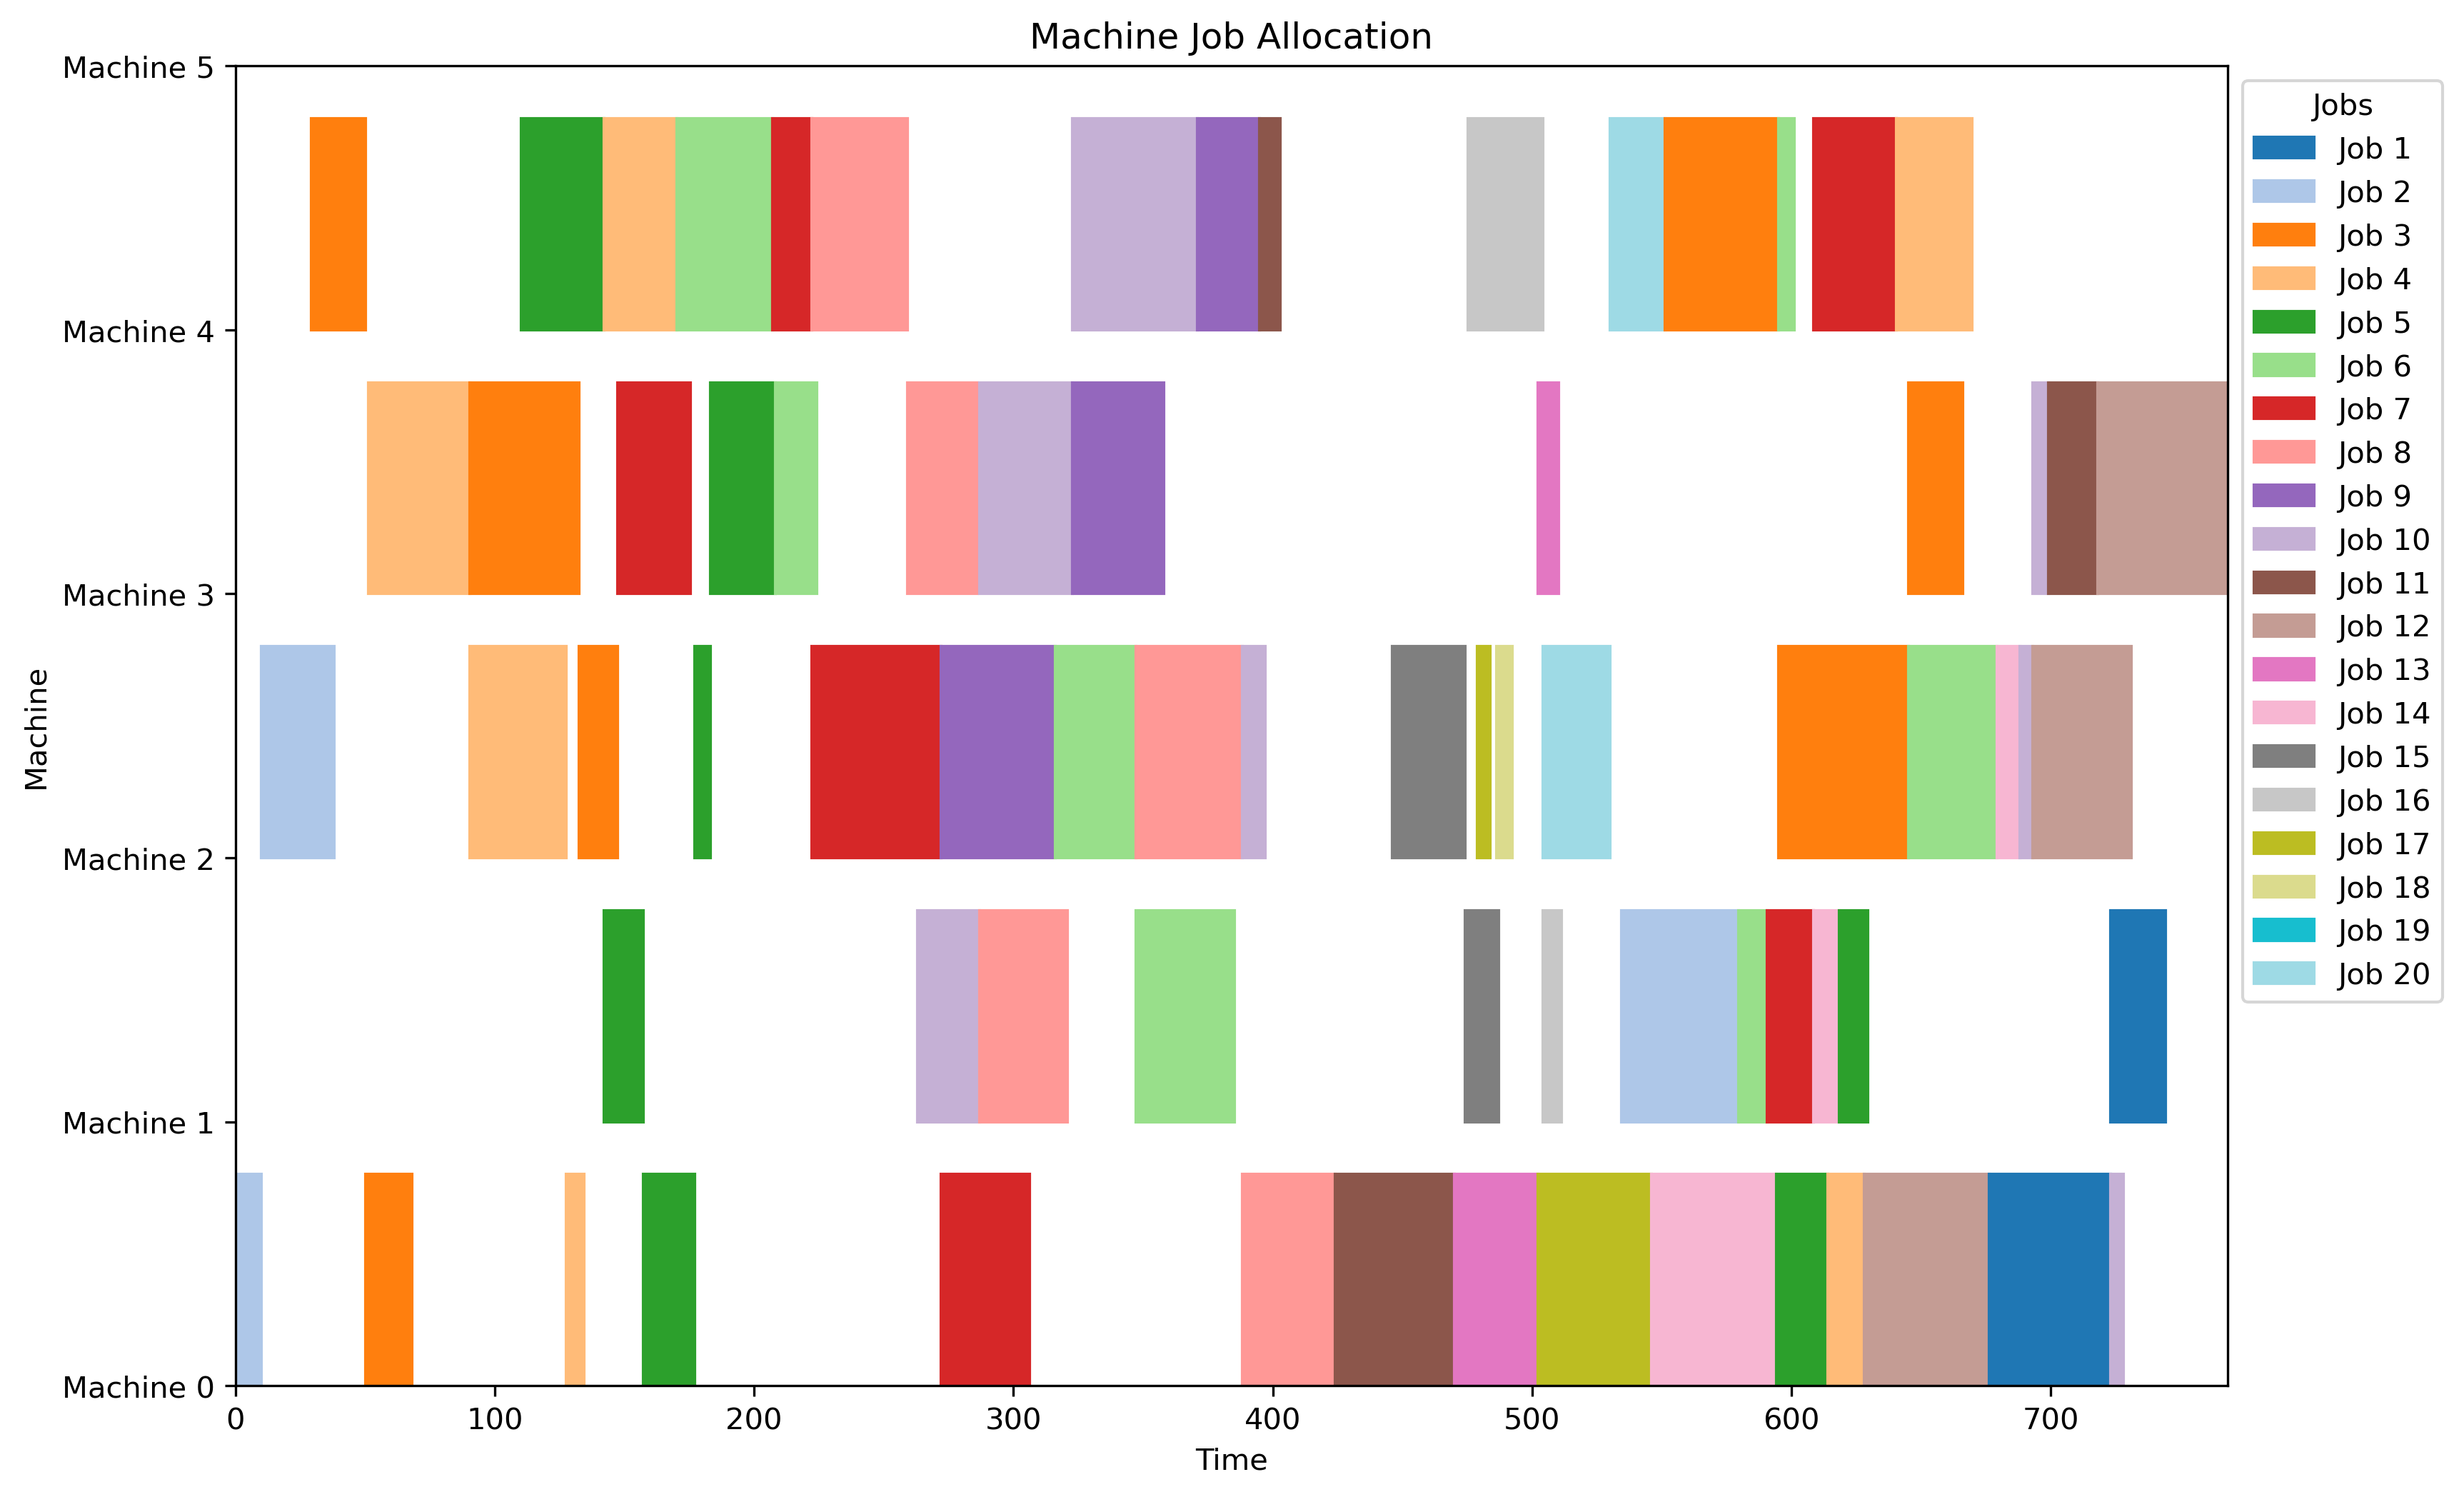 Machine Job Allocation
Machine 5
Machine 4
Machine 3
Machine 2
Machine 1
Machine 0
Machine
0 100 200 300 400 500 600 700
Time
Jobs
Job 1
Job 2
Job 3
Job 4
Job 5
Job 6
Job 7
Job 8
Job 9
Job 10
Job 11
Job 12
Job 13
Job 14
Job 15
Job 16
Job 17
Job 18
Job 19
Job 20